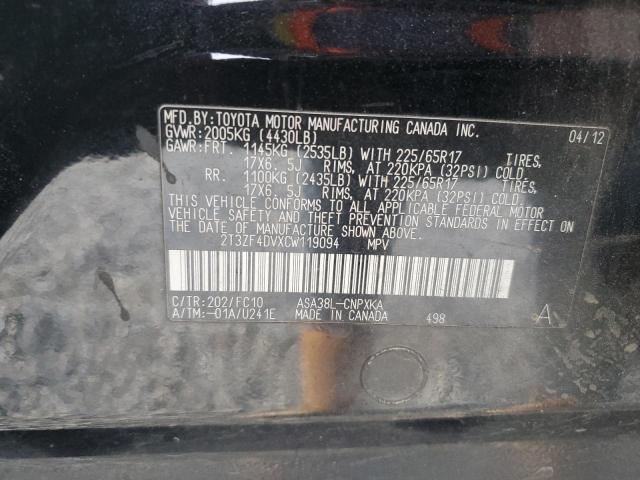 MFD.BY:TOYOTA MOTOR MANUFACTURING CANADA INC. 04/12
GVWR:2005KG (4430LB)
GAWR:FRT. 1145KG (2535LB) WITH 225/65R17 TIRES,
17X6. 5J RIMS, AT 220KPA (32PSI) COLD
RR. 1100KG (2435LB) WITH 225/65R17 TIRES,
17X6. 5J RIMS, AT 220KPA (32PSI) COLD.
THIS VEHICLE CONFORMS TO ALL APPLICABLE FEDERAL MOTOR
VEHICLE SAFETY AND THEFT PREVENTION STANDARDS IN EFFECT ON
THE DATE OF MANUFACTURE SHOWN ABOVE.
2T3ZF4DVXCW119094 MPV
C/TR:202/FC10 ASA38L-CNPXKA
A/TM:-01A/U241E MADE IN CANADA 498 A